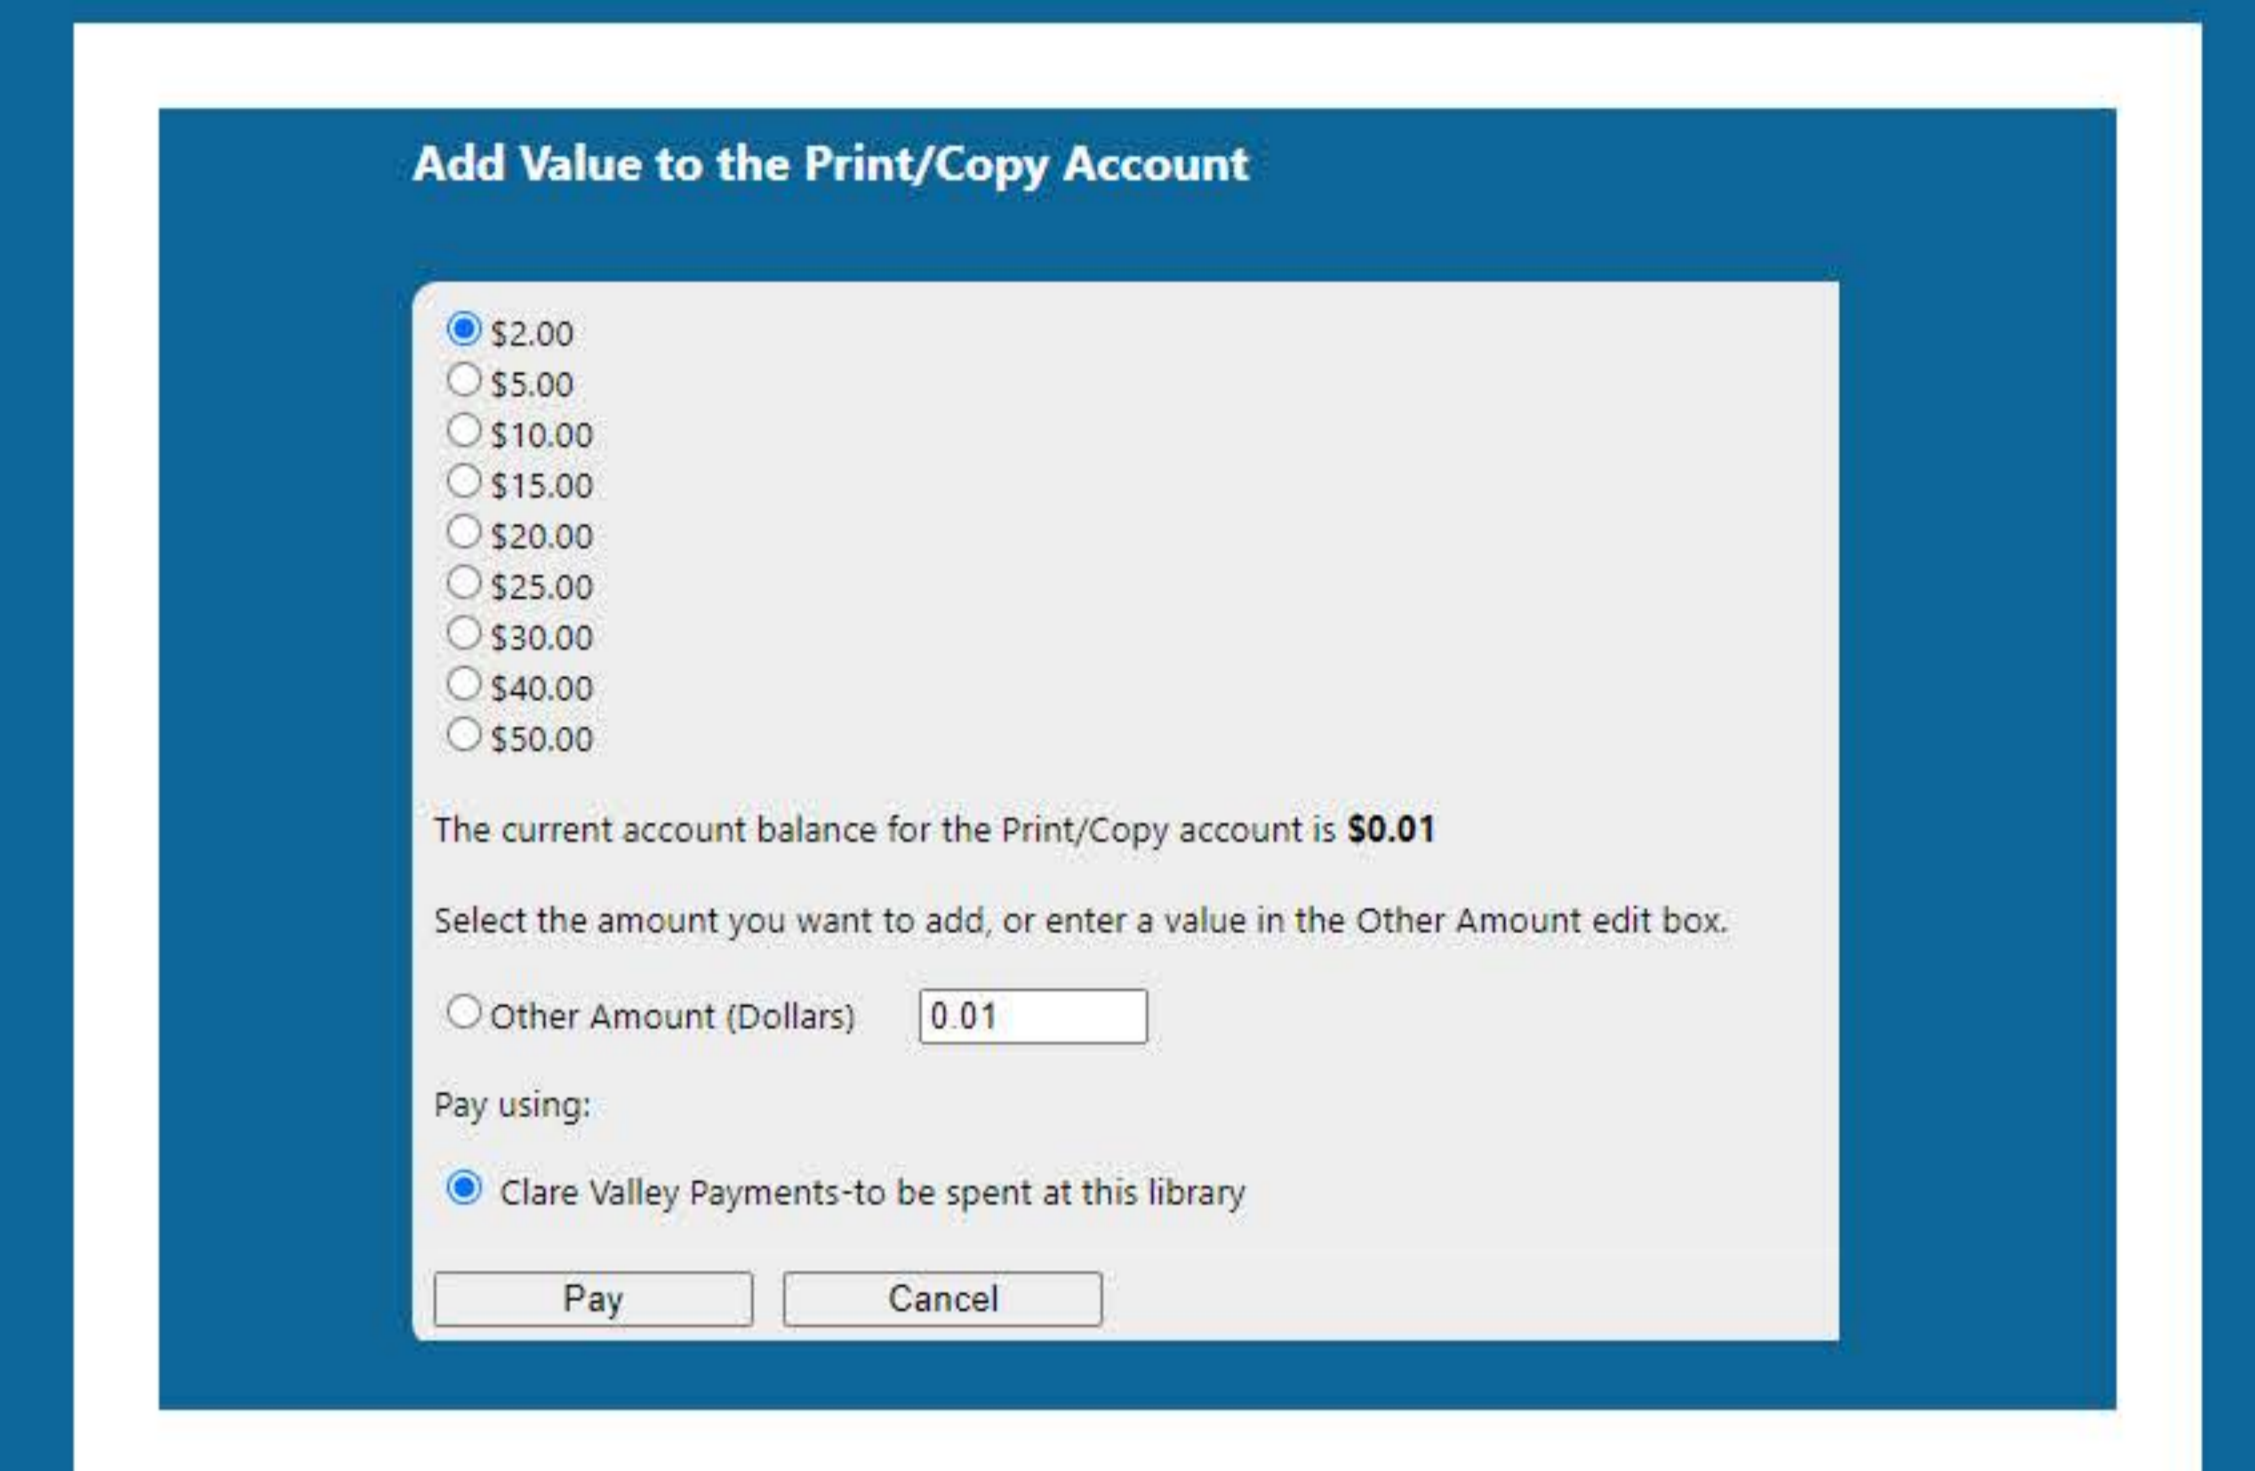 Add Value to the Print/Copy Account
$2.00
$5.00
$10.00
$15.00
$20.00
$25.00
$30.00
$40.00
$50.00
The current account balance for the Print/Copy account is $0.01
Select the amount you want to add, or enter a value in the Other Amount edit box.
Other Amount (Dollars) 0.01
Pay using:
Clare Valley Payments-to be spent at this library
Pay Cancel